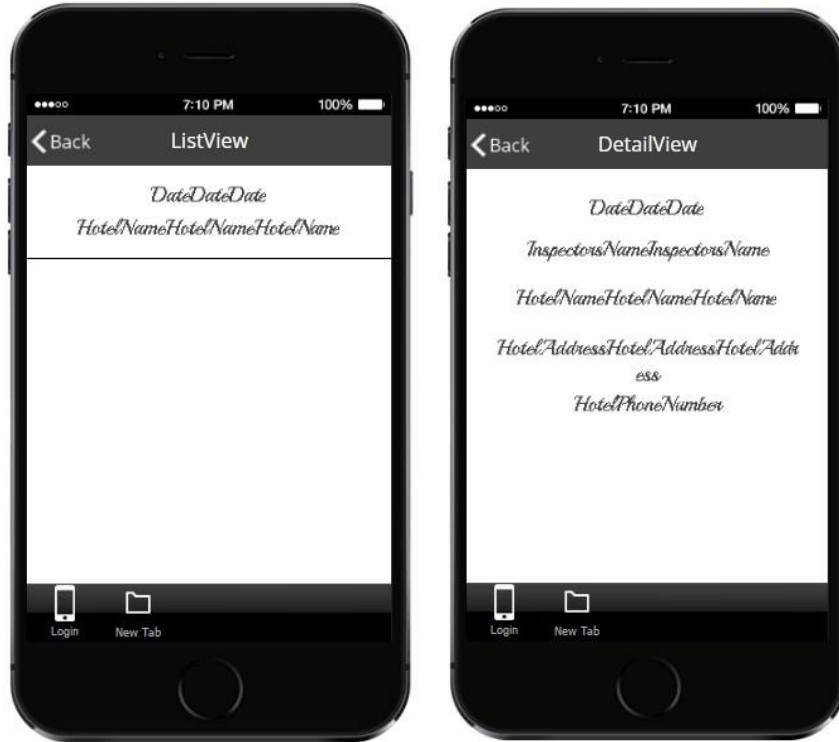 7:10 PM 100%
Back ListView
DateDateDate
HotelNameHotelNameHotelName
Login New Tab
7:10 PM 100%
Back DetailView
DateDateDate
InspectorsNameInspectorsName
HotelNameHotelNameHotelName
HotelAddressHotelAddressHotelAddr
ess
HotelPhoneNumber
Login New Tab